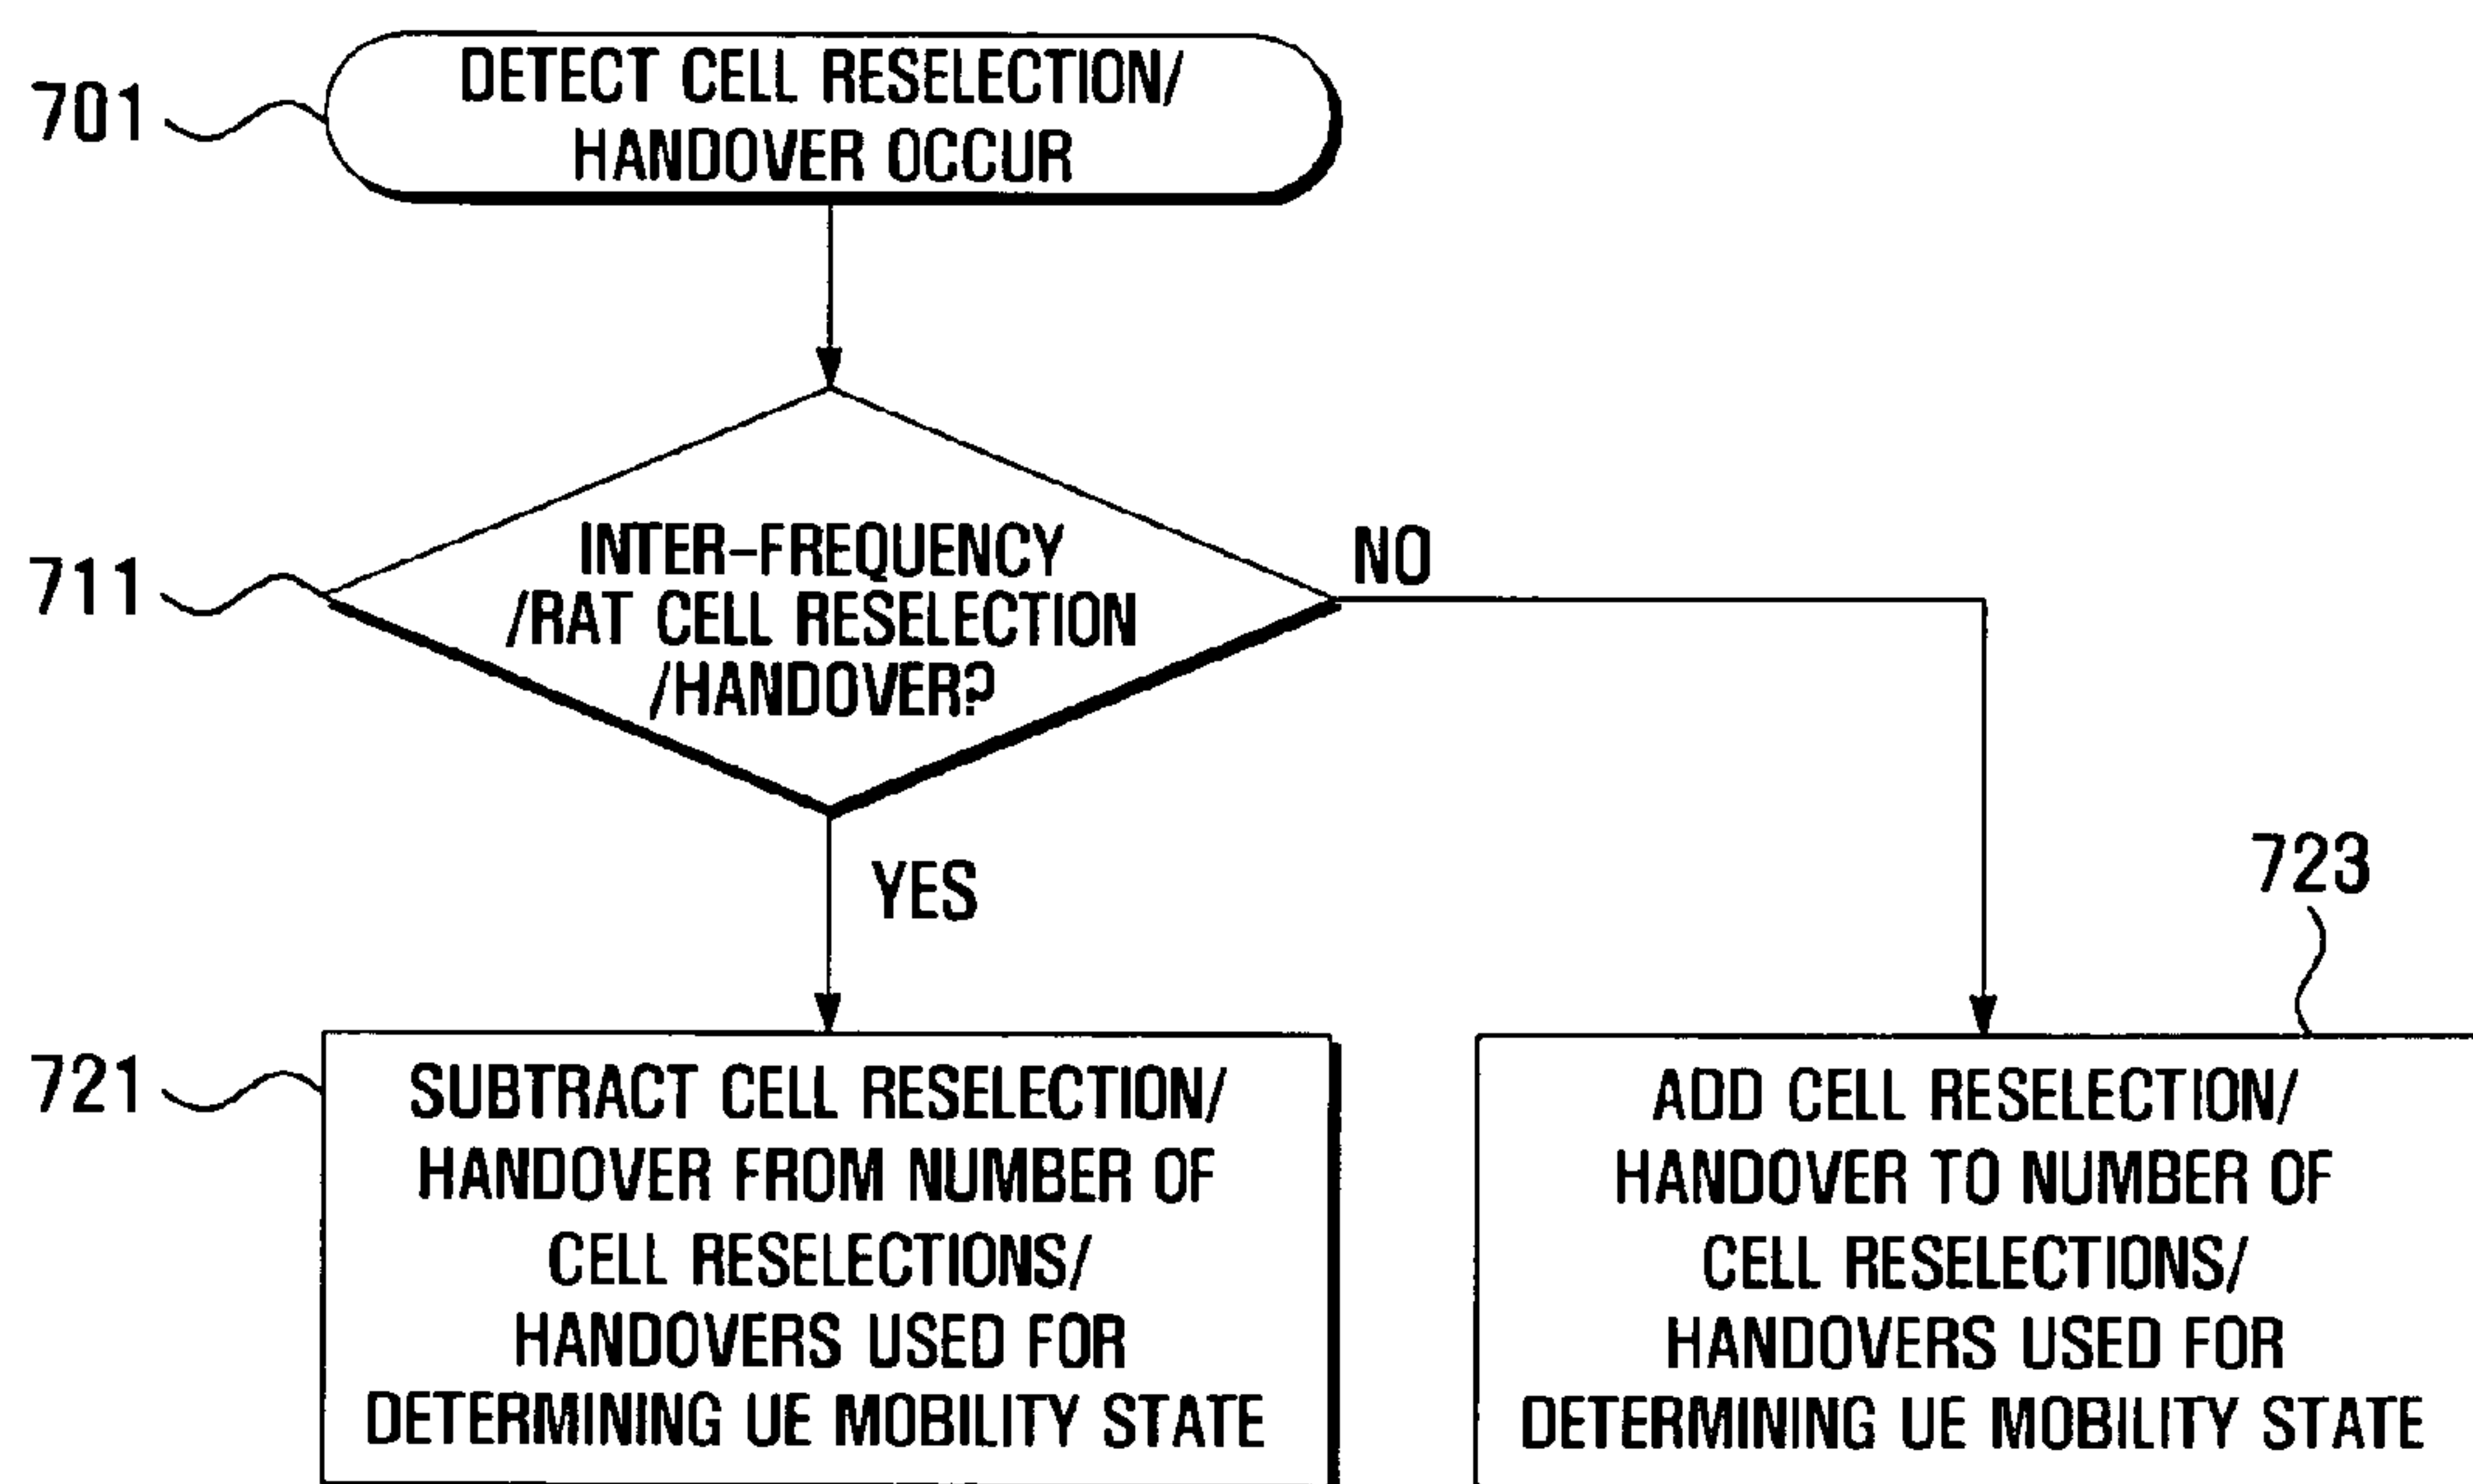 701
DETECT CELL RESELECTION/
HANDOVER OCCUR
711
INTER-FREQUENCY
/RAT CELL RESELECTION
/HANDOVER?
NO
YES
721
SUBTRACT CELL RESELECTION/
HANDOVER FROM NUMBER OF
CELL RESELECTIONS/
HANDOVERS USED FOR
DETERMINING UE MOBILITY STATE
723
ADD CELL RESELECTION/
HANDOVER TO NUMBER OF
CELL RESELECTIONS/
HANDOVERS USED FOR
DETERMINING UE MOBILITY STATE